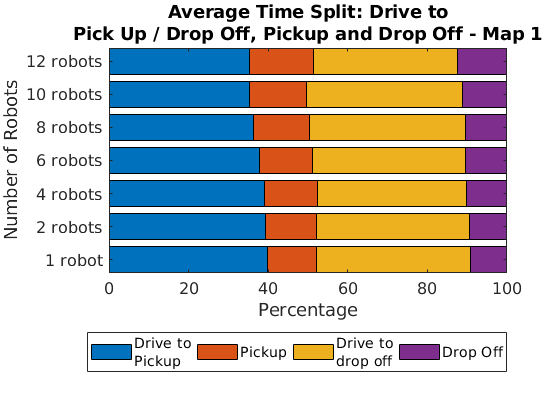 Average Time Split: Drive to
Pick Up / Drop Off, Pickup and Drop Off - Map 1
Number of Robots
12 robots
10 robots
8 robots
6 robots
4 robots
2 robots
1 robot
0 20 40 60 80 100
Percentage
Drive to Pickup
Pickup
Drive to drop off
Drop Off